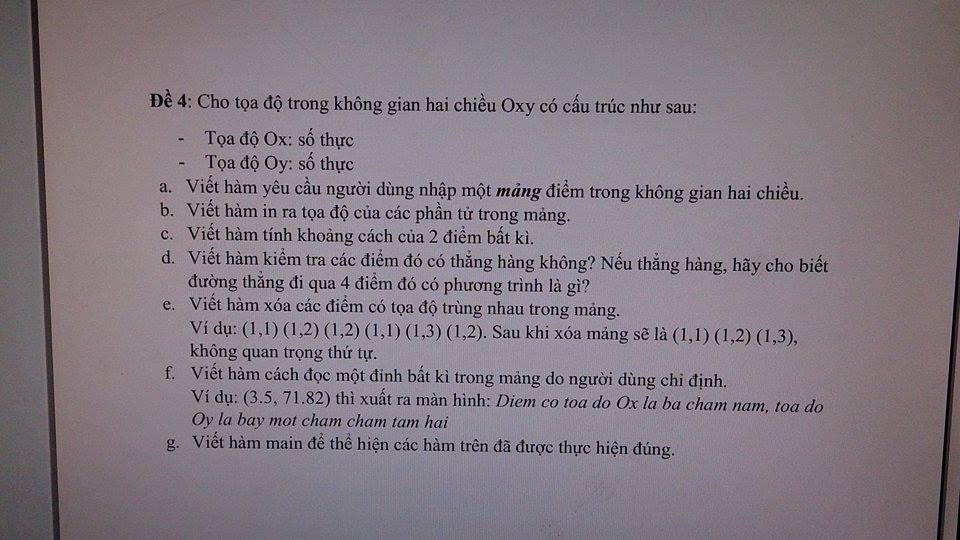 Đề 4: Cho tọa độ trong không gian hai chiều Oxy có cấu trúc như sau:
- Tọa độ Ox: số thực
- Tọa độ Oy: số thực
a. Viết hàm yêu cầu người dùng nhập một mảng điểm trong không gian hai chiều.
b. Viết hàm in ra tọa độ của các phần tử trong mảng.
c. Viết hàm tính khoảng cách của 2 điểm bất kì.
d. Viết hàm kiểm tra các điểm đó có thẳng hàng không? Nếu thẳng hàng, hãy cho biết
đường thẳng đi qua 4 điểm đó có phương trình là gì?
e. Viết hàm xóa các điểm có tọa độ trùng nhau trong mảng.
Ví dụ: (1,1) (1,2) (1,2) (1,1) (1,3) (1,2). Sau khi xóa mảng sẽ là (1,1) (1,2) (1,3),
không quan trọng thứ tự.
f. Viết hàm cách đọc một đỉnh bất kì trong mảng do người dùng chỉ định.
Ví dụ: (3.5, 71.82) thì xuất ra màn hình: Diem co toa do Ox la ba cham nam, toa do
Oy la bay mot cham cham tam hai
g. Viết hàm main để thể hiện các hàm trên đã được thực hiện đúng.